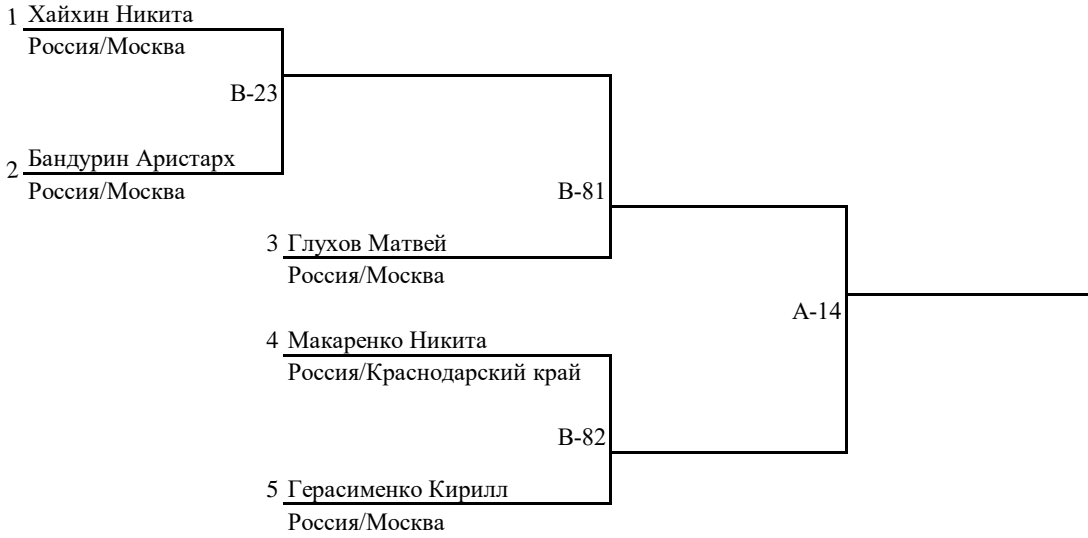 1 Хайхин Никита
Россия/Москва
В-23
2 Бандурин Аристарх
Россия/Москва
В-81
3 Глухов Матвей
Россия/Москва
А-14
4 Макаренко Никита
Россия/Краснодарский край
В-82
5 Герасименко Кирилл
Россия/Москва